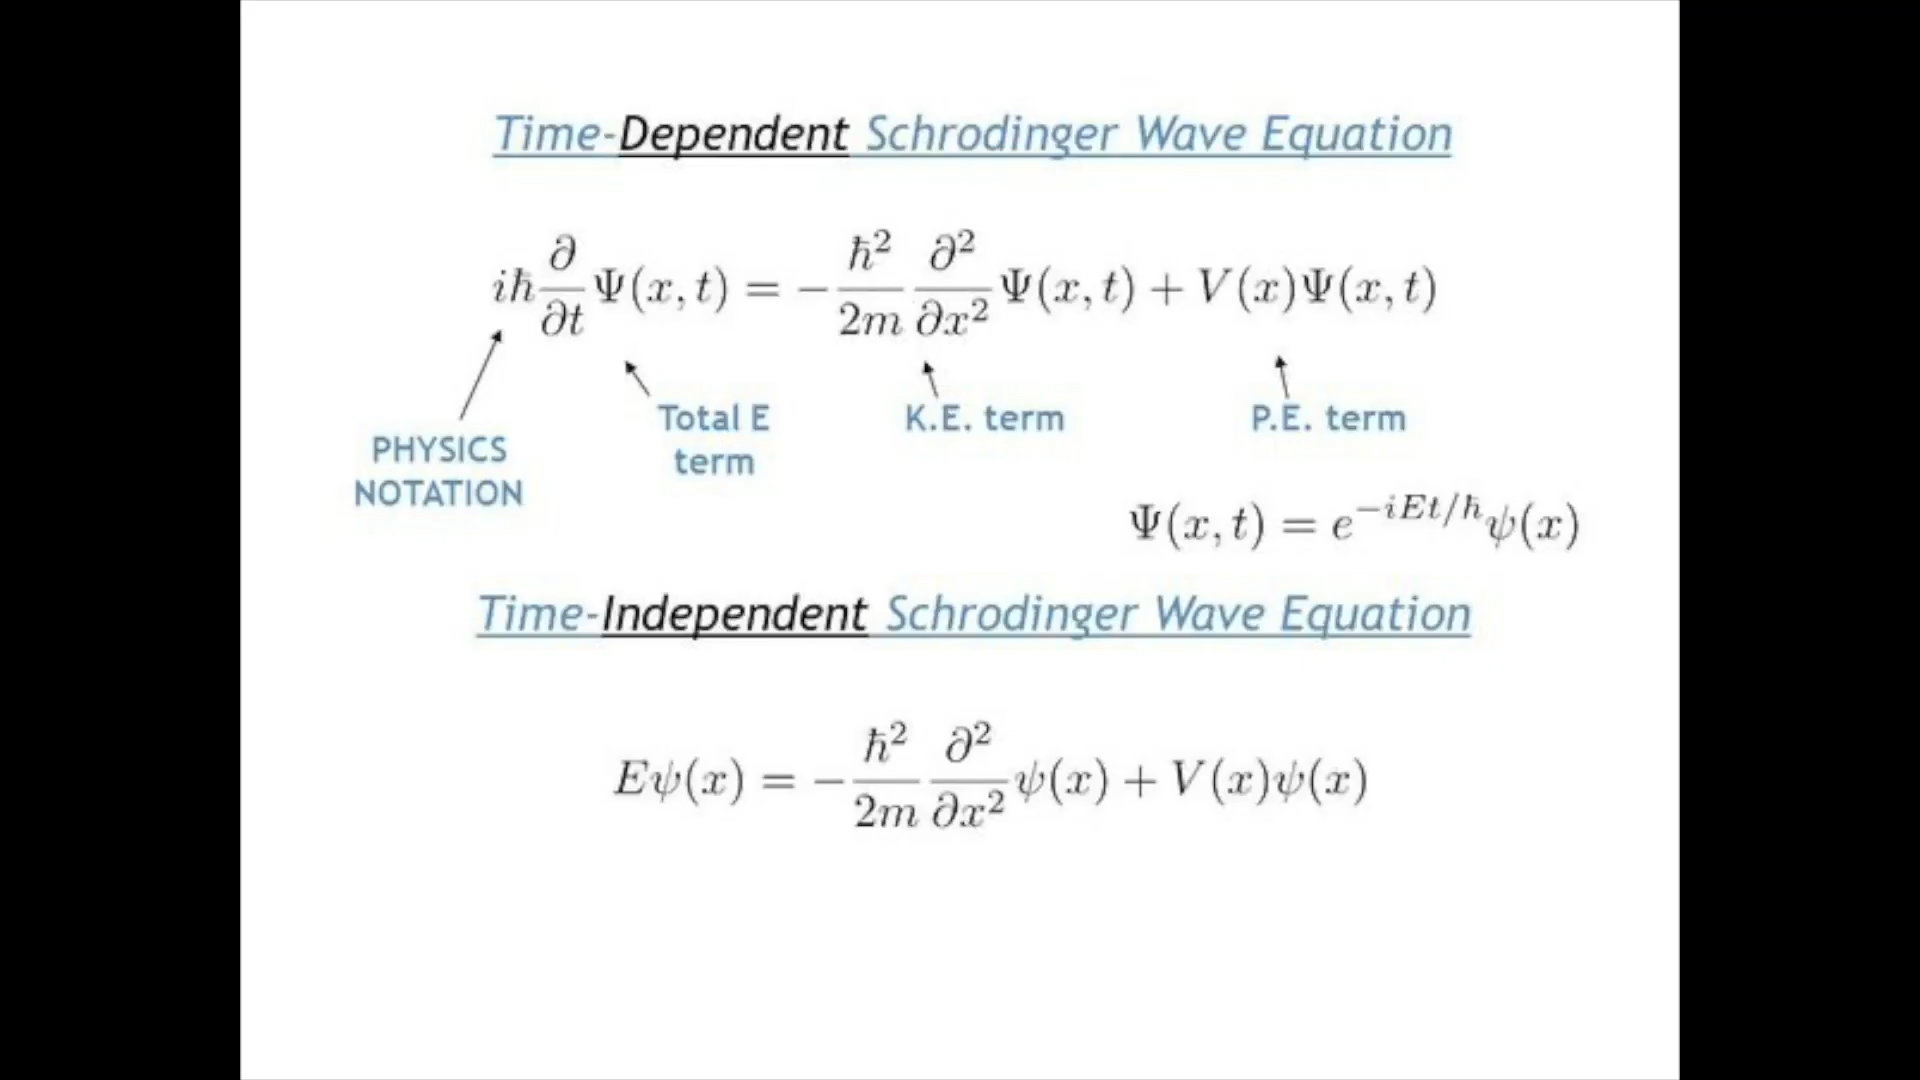 Time-Dependent Schrodinger Wave Equation
iħ ∂/∂t Ψ(x, t) = − ħ²/2m ∂²/∂x² Ψ(x, t) + V(x)Ψ(x, t)
Total E K.E. term P.E. term
term
PHYSICS
NOTATION
Ψ(x, t) = e^{−iEt/ħ}ψ(x)
Time-Independent Schrodinger Wave Equation
Eψ(x) = − ħ²/2m ∂²/∂x² ψ(x) + V(x)ψ(x)